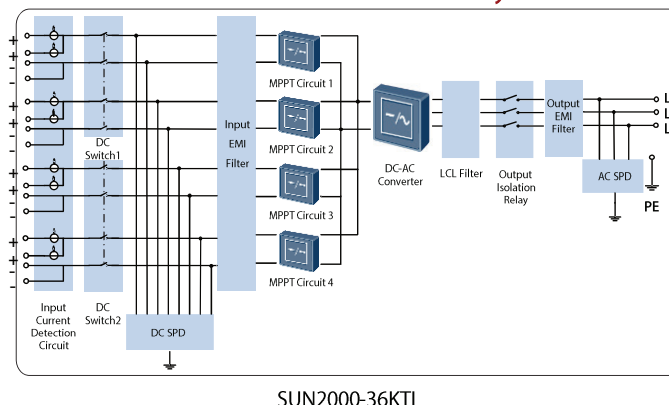 +
+
-
-
+
+
-
-
+
+
-
-
+
+
-
-
MPPT Circuit 1
MPPT Circuit 2
MPPT Circuit 3
MPPT Circuit 4
Input
EMI
Filter
DC
Switch1
Input
Current
Detection
Circuit
DC
Switch2
DC SPD
DC-AC
Converter
LCL Filter
Output
Isolation
Relay
Output
EMI
Filter
AC SPD
L
L
L
PE
SUN2000-36KTL